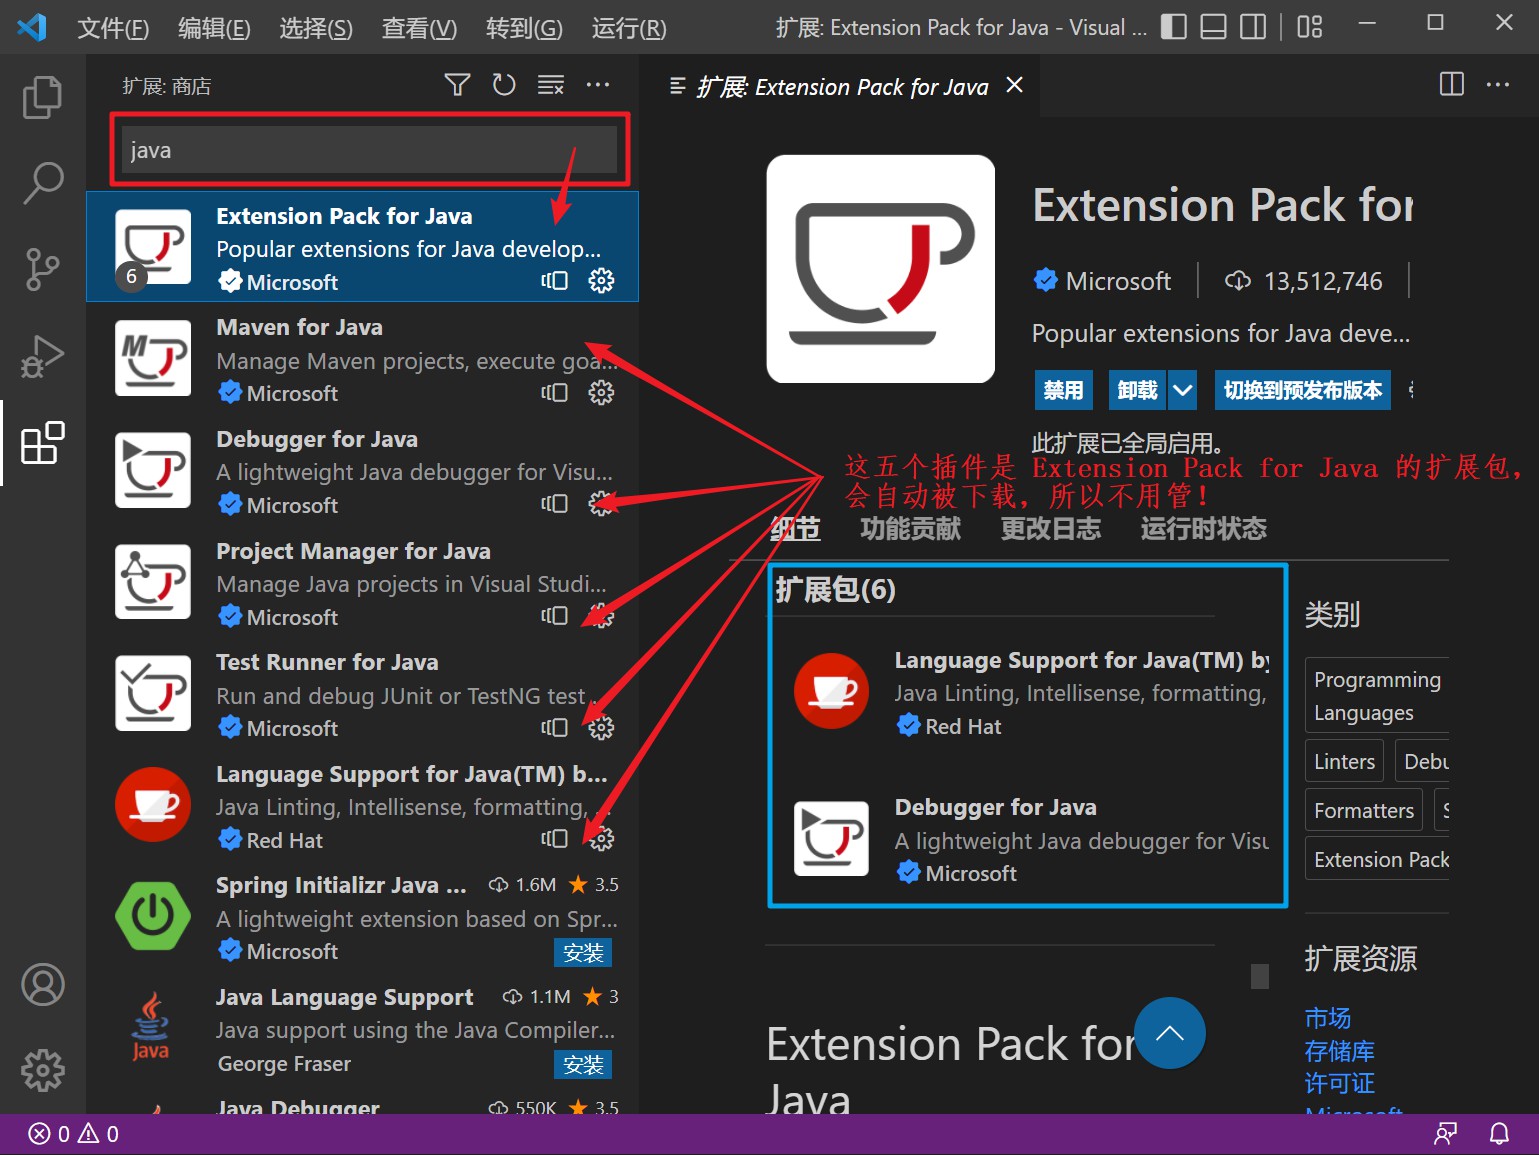 文件(F) 编辑(E) 选择(S) 查看(V) 转到(G) 运行(R) 扩展: Extension Pack for Java - Visual ...
扩展: 商店
java
Extension Pack for Java
Popular extensions for Java develop...
6
Microsoft
Maven for Java
Manage Maven projects, execute goa...
Microsoft
Debugger for Java
A lightweight Java debugger for Visu...
Microsoft
Project Manager for Java
Manage Java projects in Visual Studi...
Microsoft
Test Runner for Java
Run and debug JUnit or TestNG test...
Microsoft
Language Support for Java(TM) b...
Java Linting, Intellisense, formatting, ...
Red Hat
Spring Initializr Java ... 1.6M 3.5
A lightweight extension based on Spr...
Microsoft 安装
Java Language Support 1.1M 3
Java support using the Java Compiler...
Java
George Fraser 安装
Java Debugger 550K 3.5
扩展: Extension Pack for Java
Extension Pack for
Microsoft 13,512,746
Popular extensions for Java deve...
禁用 卸载 切换到预发布版本
此扩展已全局启用。
这五个插件是 Extension Pack for Java 的扩展包，
会自动被下载，所以不用管！
细节 功能贡献 更改日志 运行时状态
扩展包(6)
Language Support for Java(TM) by
Java Linting, Intellisense, formatting,
Red Hat
Debugger for Java
A lightweight Java debugger for Visu
Microsoft
Extension Pack for
Java
类别
Programming
Languages
Linters Debu
Formatters S
Extension Pack
扩展资源
市场
存储库
许可证
Microsoft
0 0